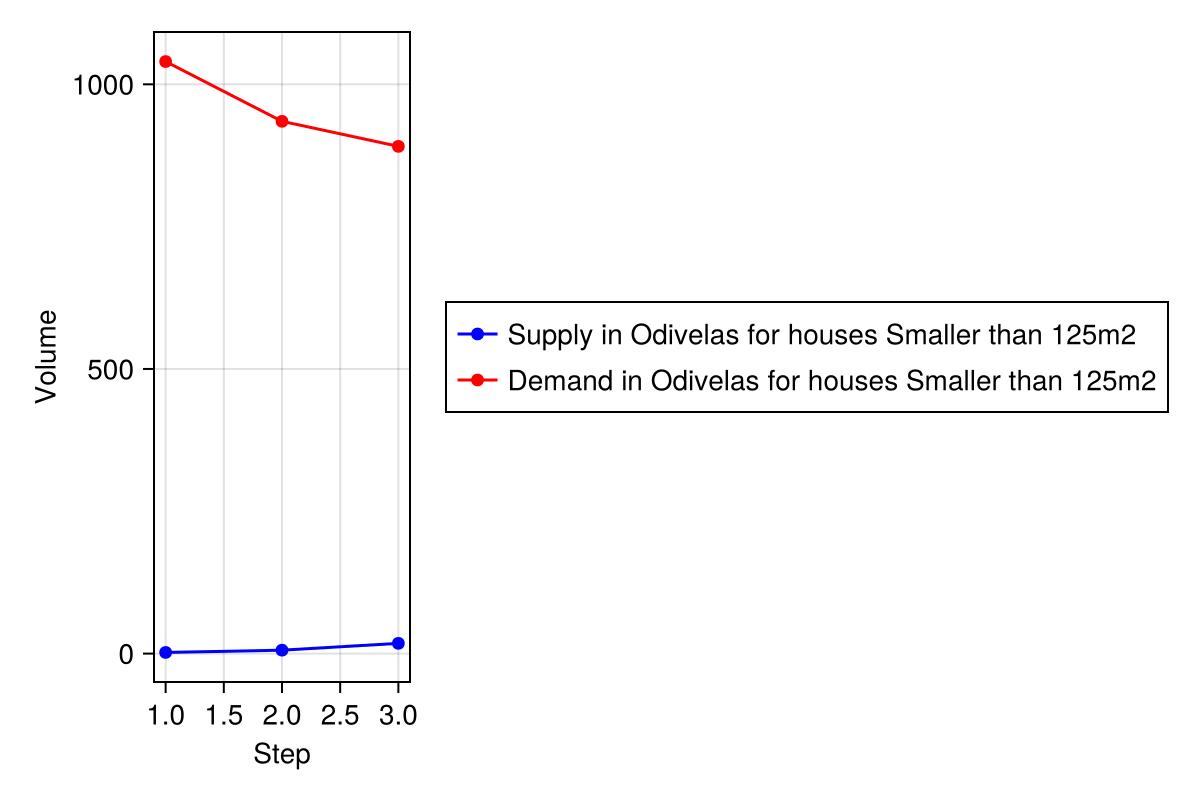 1000
500
0
Volume
1.0 1.5 2.0 2.5 3.0
Step
Supply in Odivelas for houses Smaller than 125m2
Demand in Odivelas for houses Smaller than 125m2